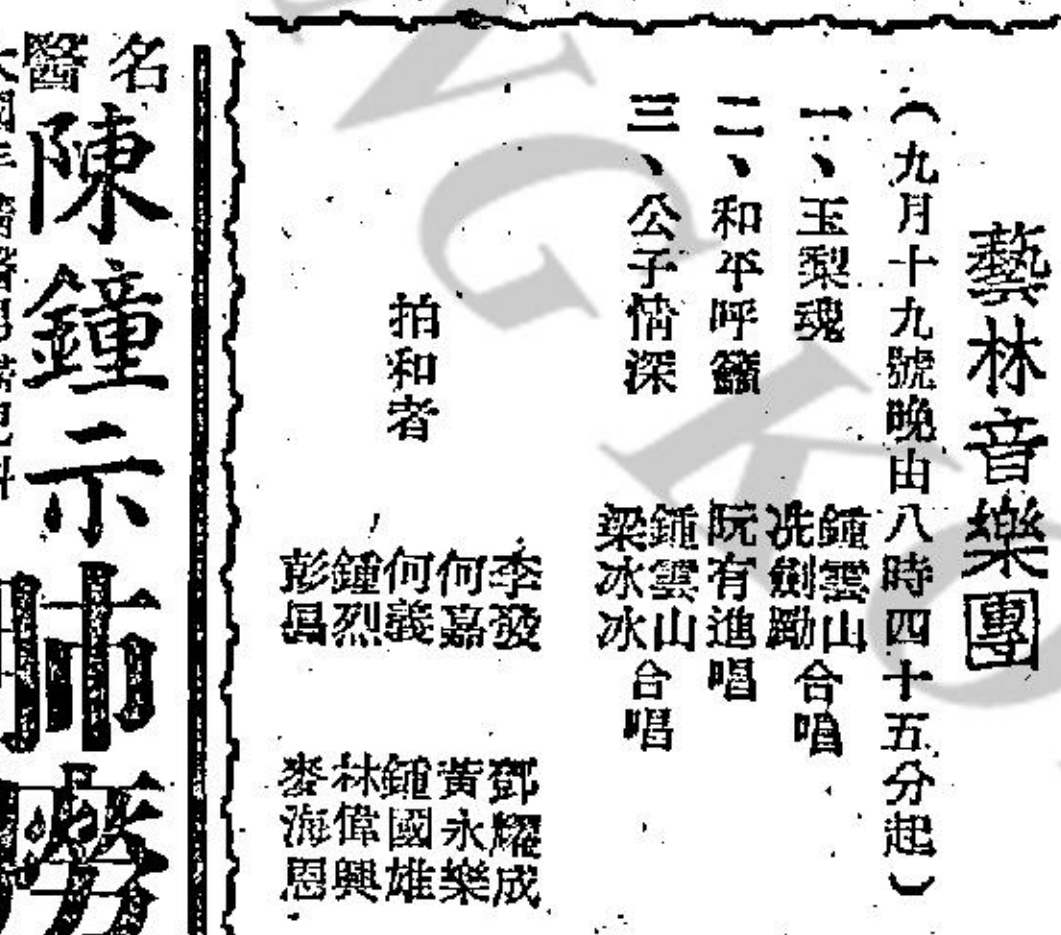 藝林音樂團
(九月十九號晚由八時四十五分起)
一、玉梨魂 鍾雲山 冼劍勵 合唱
二、和平呼籲 阮有進唱
三、公子情深 鍾雲山 梁冰冰 合唱
拍和者
李發 鄧耀成
何嘉 黃永樂
何義 鍾國雄
鍾烈 林偉興
彭昌 麥海恩
名醫
陳鐘示 肺癆